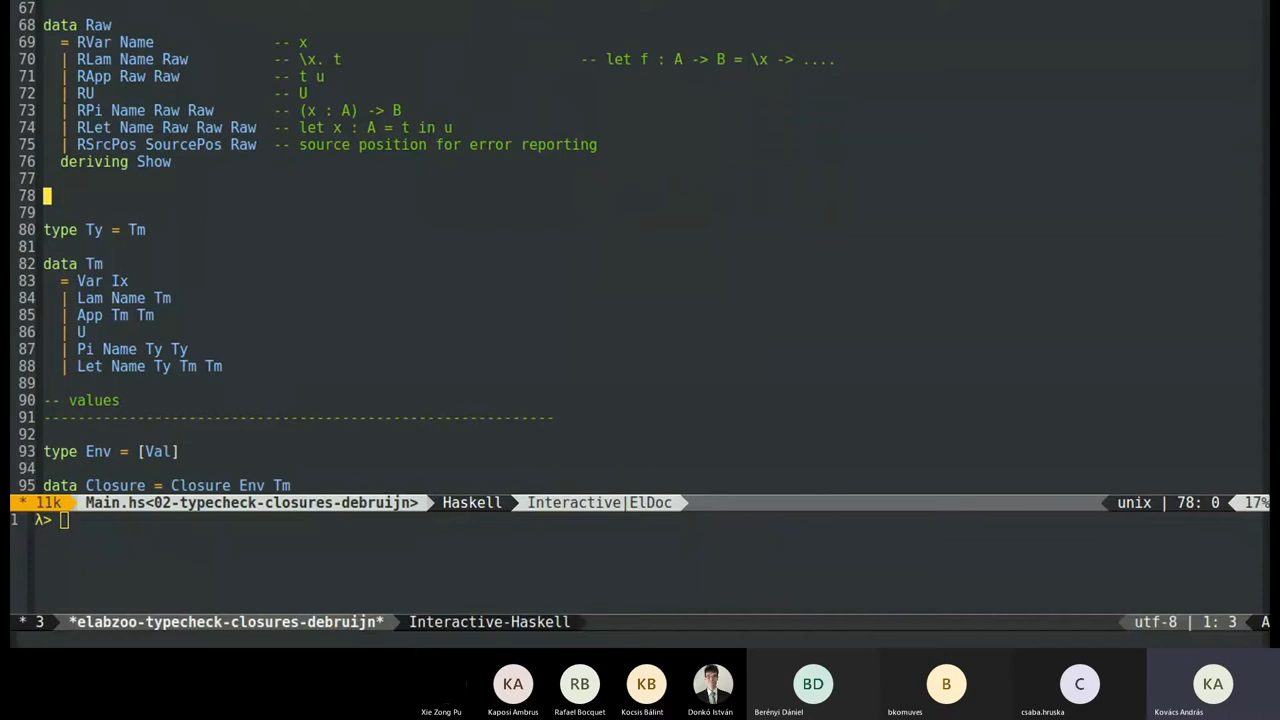 67
68 data Raw
69   = RVar Name              -- x
70   | RLam Name Raw          -- \x. t                            -- let f : A -> B = \x -> ....
71   | RApp Raw Raw           -- t u
72   | RU                     -- U
73   | RPi Name Raw Raw       -- (x : A) -> B
74   | RLet Name Raw Raw Raw  -- let x : A = t in u
75   | RSrcPos SourcePos Raw  -- source position for error reporting
76   deriving Show
77
78
79
80 type Ty = Tm
81
82 data Tm
83   = Var Ix
84   | Lam Name Tm
85   | App Tm Tm
86   | U
87   | Pi Name Ty Ty
88   | Let Name Ty Tm Tm
89
90 -- values
91 ------------------------------------------------------------
92
93 type Env = [Val]
94
95 data Closure = Closure Env Tm
* 11k Main.hs<02-typecheck-closures-debruijn> Haskell Interactive|ElDoc unix | 78: 0 17%
1 λ>
* 3 *elabzoo-typecheck-closures-debruijn* Interactive-Haskell utf-8 | 1: 3 A
KA RB KB BD B C KA
Xie Zong Pu Kaposi Ambrus Rafael Bocquet Kocsis Bálint Donkó István Berényi Dániel bkomuves csaba.hruska Kovács András